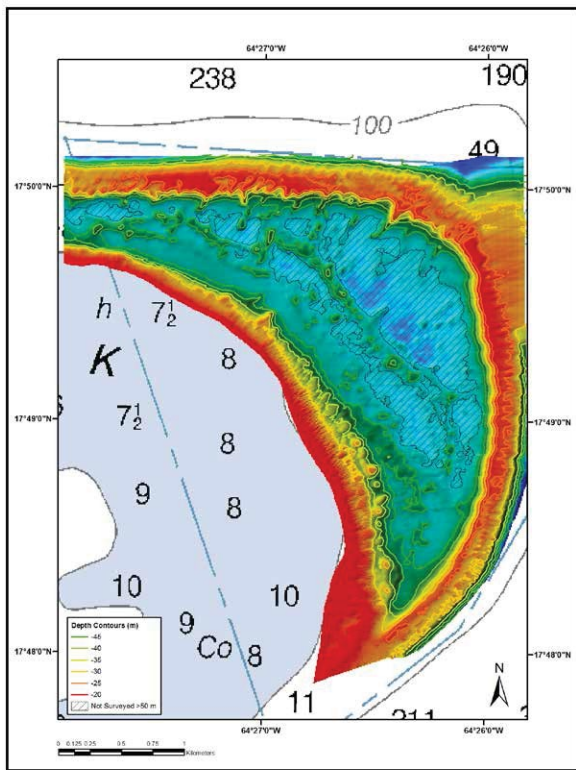 64°27'0"W 64°26'0"W
238 190
100
49
17°50'0"N 17°50'0"N
h 7½
8
K
7½
17°49'0"N 17°49'0"N
8
9
8
10 10
9
Co 8
17°48'0"N 17°48'0"N
Depth Contours (m)
-45
-40
-35
-30
-25
-20
Not Surveyed >50 m
N
11
211
64°27'0"W 64°26'0"W
0 0.125 0.25 0.5 0.75 1
Kilometers